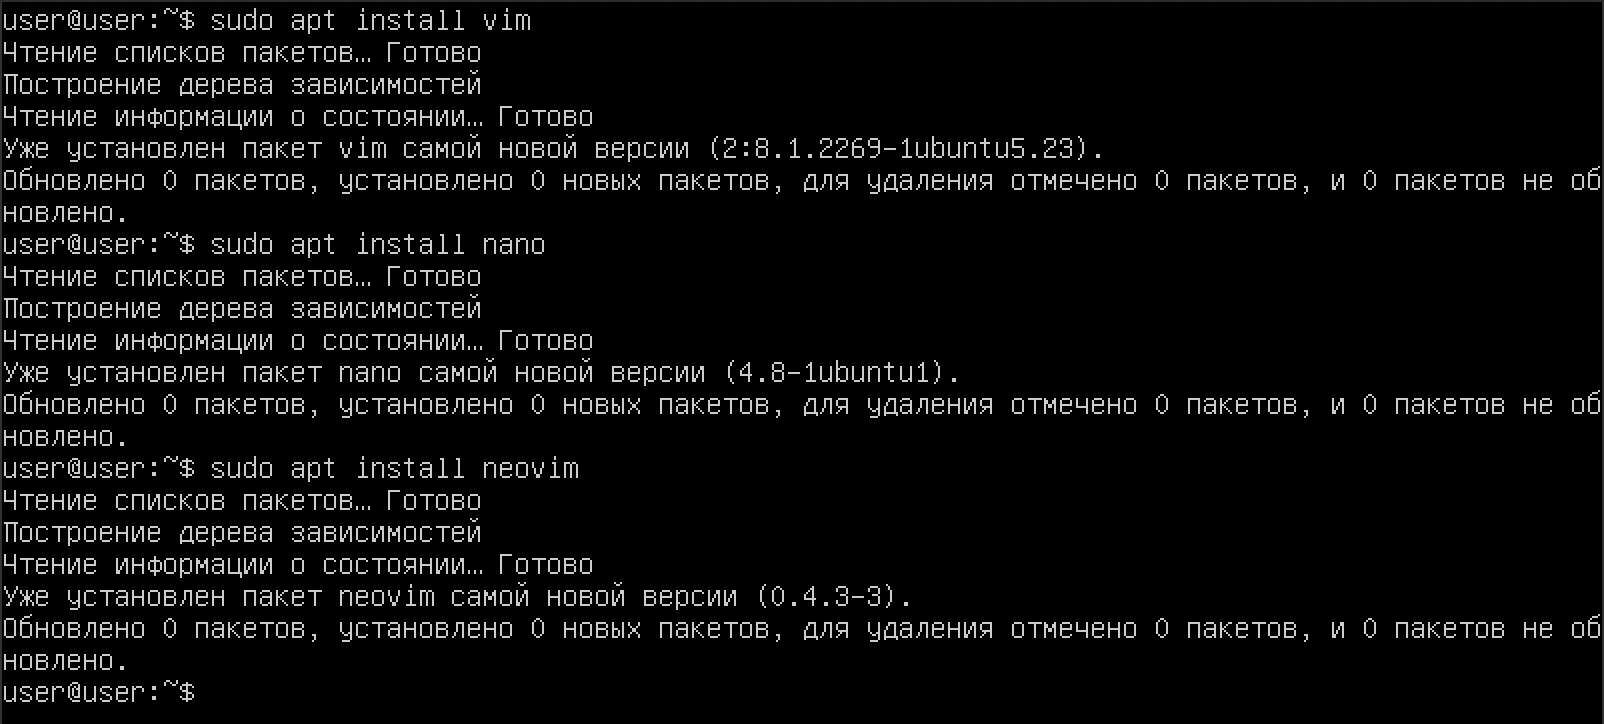 user@user:~$ sudo apt install vim
Чтение списков пакетов… Готово
Построение дерева зависимостей
Чтение информации о состоянии… Готово
Уже установлен пакет vim самой новой версии (2:8.1.2269-1ubuntu5.23).
Обновлено 0 пакетов, установлено 0 новых пакетов, для удаления отмечено 0 пакетов, и 0 пакетов не об
новлено.
user@user:~$ sudo apt install nano
Чтение списков пакетов… Готово
Построение дерева зависимостей
Чтение информации о состоянии… Готово
Уже установлен пакет nano самой новой версии (4.8-1ubuntu1).
Обновлено 0 пакетов, установлено 0 новых пакетов, для удаления отмечено 0 пакетов, и 0 пакетов не об
новлено.
user@user:~$ sudo apt install neovim
Чтение списков пакетов… Готово
Построение дерева зависимостей
Чтение информации о состоянии… Готово
Уже установлен пакет neovim самой новой версии (0.4.3-3).
Обновлено 0 пакетов, установлено 0 новых пакетов, для удаления отмечено 0 пакетов, и 0 пакетов не об
новлено.
user@user:~$